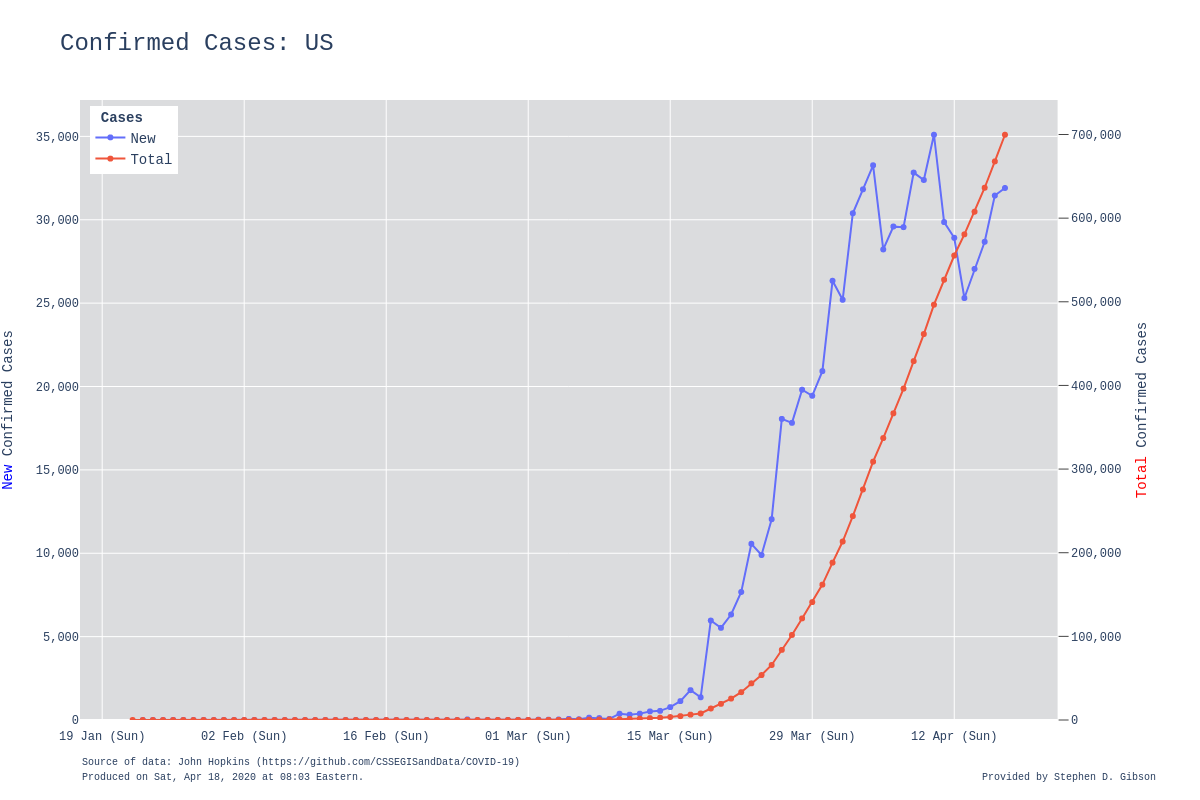 Confirmed Cases: US
Cases
New
Total
35,000
30,000
25,000
20,000
15,000
10,000
5,000
0
New Confirmed Cases
700,000
600,000
500,000
400,000
300,000
200,000
100,000
0
Total Confirmed Cases
19 Jan (Sun) 02 Feb (Sun) 16 Feb (Sun) 01 Mar (Sun) 15 Mar (Sun) 29 Mar (Sun) 12 Apr (Sun)
Source of data: John Hopkins (https://github.com/CSSEGISandData/COVID-19)
Produced on Sat, Apr 18, 2020 at 08:03 Eastern.
Provided by Stephen D. Gibson